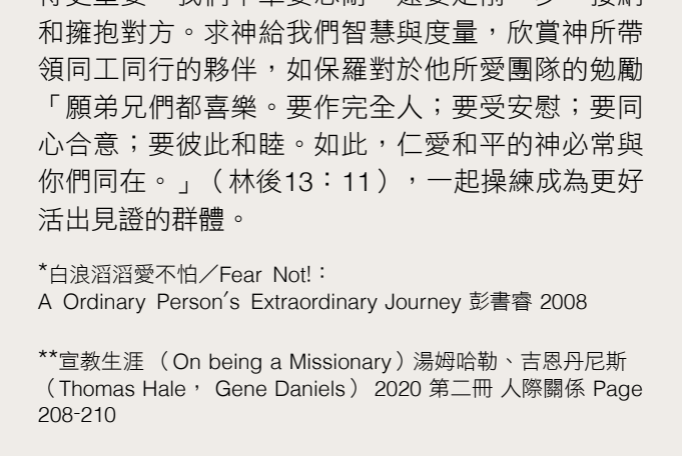 和擁抱對方。求神給我們智慧與度量，欣賞神所帶
領同工同行的夥伴，如保羅對於他所愛團隊的勉勵
「願弟兄們都喜樂。要作完全人；要受安慰；要同
心合意；要彼此和睦。如此，仁愛和平的神必常與
你們同在。」（林後13：11），一起操練成為更好
活出見證的群體。
*白浪滔滔愛不怕／Fear Not!：
A Ordinary Person′s Extraordinary Journey 彭書睿 2008
**宣教生涯 （On being a Missionary）湯姆哈勒、吉恩丹尼斯
（Thomas Hale， Gene Daniels） 2020 第二冊 人際關係 Page
208-210